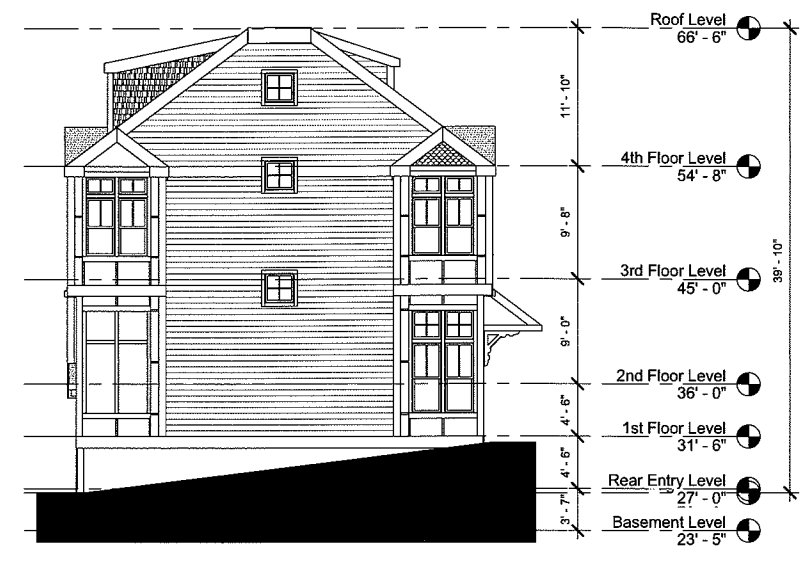 Roof Level
66' - 6"
11' - 10"
4th Floor Level
54' - 8"
9' - 8"
39' - 10"
3rd Floor Level
45' - 0"
9' - 0"
2nd Floor Level
36' - 0"
4' - 6"
1st Floor Level
31' - 6"
4' - 6"
Rear Entry Level
27' - 0"
3' - 7"
Basement Level
23' - 5"